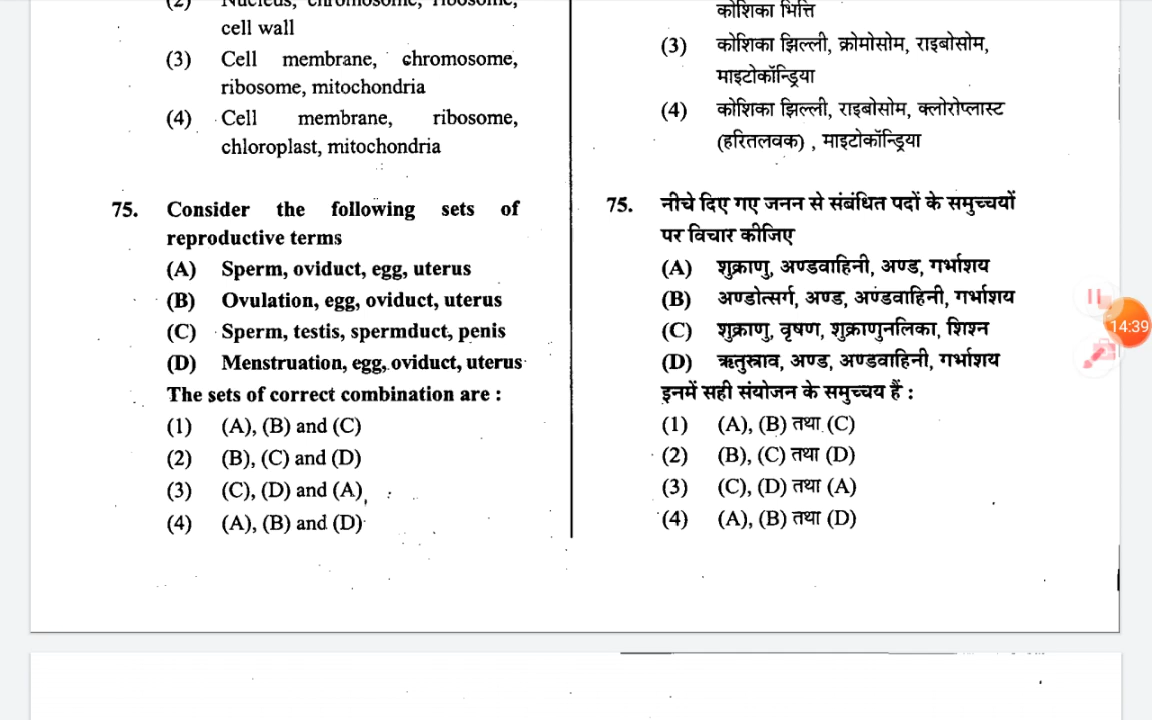 (2) Nucleus, chromosome, ribosome,
cell wall
(3) Cell membrane, chromosome,
ribosome, mitochondria
(4) Cell membrane, ribosome,
chloroplast, mitochondria
75. Consider the following sets of
reproductive terms
(A) Sperm, oviduct, egg, uterus
(B) Ovulation, egg, oviduct, uterus
(C) Sperm, testis, spermduct, penis
(D) Menstruation, egg, oviduct, uterus
The sets of correct combination are :
(1) (A), (B) and (C)
(2) (B), (C) and (D)
(3) (C), (D) and (A)
(4) (A), (B) and (D)
कोशिका भित्ति
(3) कोशिका झिल्ली, क्रोमोसोम, राइबोसोम,
माइटोकॉन्ड्रिया
(4) कोशिका झिल्ली, राइबोसोम, क्लोरोप्लास्ट
(हरितलवक) , माइटोकॉन्ड्रिया
75. नीचे दिए गए जनन से संबंधित पदों के समुच्चयों
पर विचार कीजिए
(A) शुक्राणु, अण्डवाहिनी, अण्ड, गर्भाशय
(B) अण्डोत्सर्ग, अण्ड, अण्डवाहिनी, गर्भाशय
(C) शुक्राणु, वृषण, शुक्राणुनलिका, शिश्न
(D) ऋतुस्राव, अण्ड, अण्डवाहिनी, गर्भाशय
इनमें सही संयोजन के समुच्चय हैं :
(1) (A), (B) तथा (C)
(2) (B), (C) तथा (D)
(3) (C), (D) तथा (A)
(4) (A), (B) तथा (D)
14:39